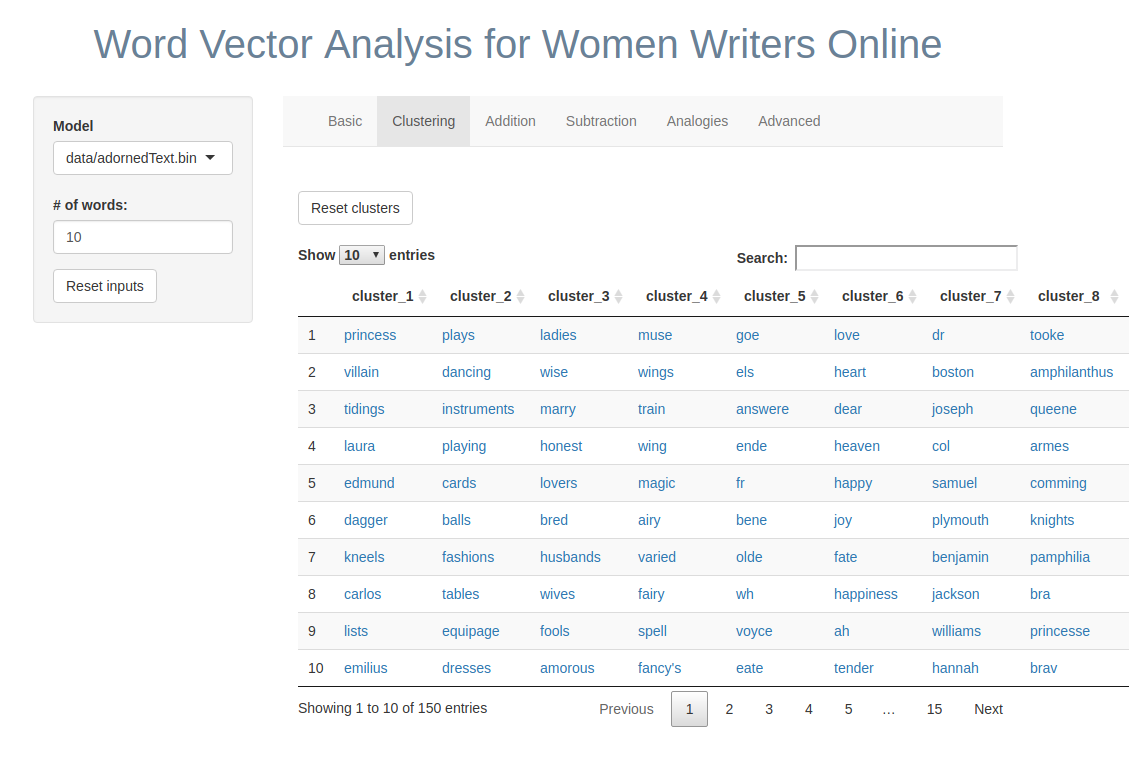 Word Vector Analysis for Women Writers Online
Model
data/adornedText.bin
# of words:
10
Reset inputs
Basic Clustering Addition Subtraction Analogies Advanced
Reset clusters
Show 10 entries Search:
cluster_1 cluster_2 cluster_3 cluster_4 cluster_5 cluster_6 cluster_7 cluster_8
1 princess plays ladies muse goe love dr tooke
2 villain dancing wise wings els heart boston amphilanthus
3 tidings instruments marry train answere dear joseph queene
4 laura playing honest wing ende heaven col armes
5 edmund cards lovers magic fr happy samuel comming
6 dagger balls bred airy bene joy plymouth knights
7 kneels fashions husbands varied olde fate benjamin pamphilia
8 carlos tables wives fairy wh happiness jackson bra
9 lists equipage fools spell voyce ah williams princesse
10 emilius dresses amorous fancy's eate tender hannah brav
Showing 1 to 10 of 150 entries Previous 1 2 3 4 5 … 15 Next